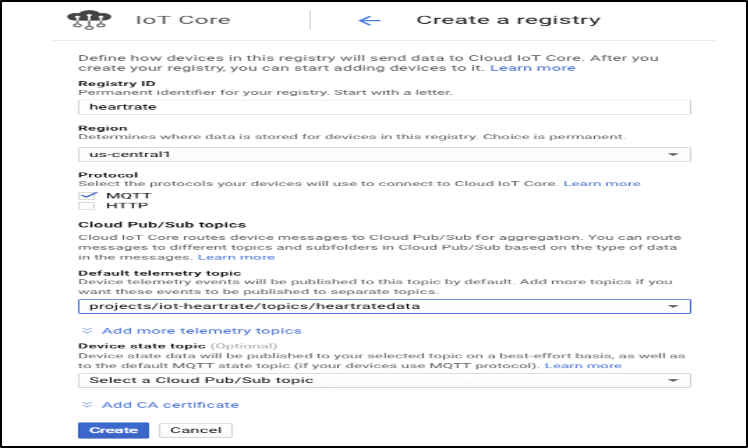 IoT Core
Create a registry
Define how devices in this registry will send data to Cloud IoT Core. After you
create your registry, you can start adding devices to it. Learn more
Registry ID
Permanent identifier for your registry. Start with a letter.
heartrate
Region
Determines where data is stored for devices in this registry. Choice is permanent.
us-central1
Protocol
Select the protocols your devices will use to connect to Cloud IoT Core. Learn more
MQTT
HTTP
Cloud Pub/Sub topics
Cloud IoT Core routes device messages to Cloud Pub/Sub for aggregation. You can route
messages to different topics and subfolders in Cloud Pub/Sub based on the type of data
in the messages. Learn more
Default telemetry topic
Device telemetry events will be published to this topic by default. Add more topics if you
want these events to be published to separate topics.
projects/iot-heartrate/topics/heartratedata
Add more telemetry topics
Device state topic (Optional)
Device state data will be published to your selected topic on a best-effort basis, as well as
to the default MQTT state topic (if your devices use MQTT protocol). Learn more
Select a Cloud Pub/Sub topic
Add CA certificate
Create
Cancel